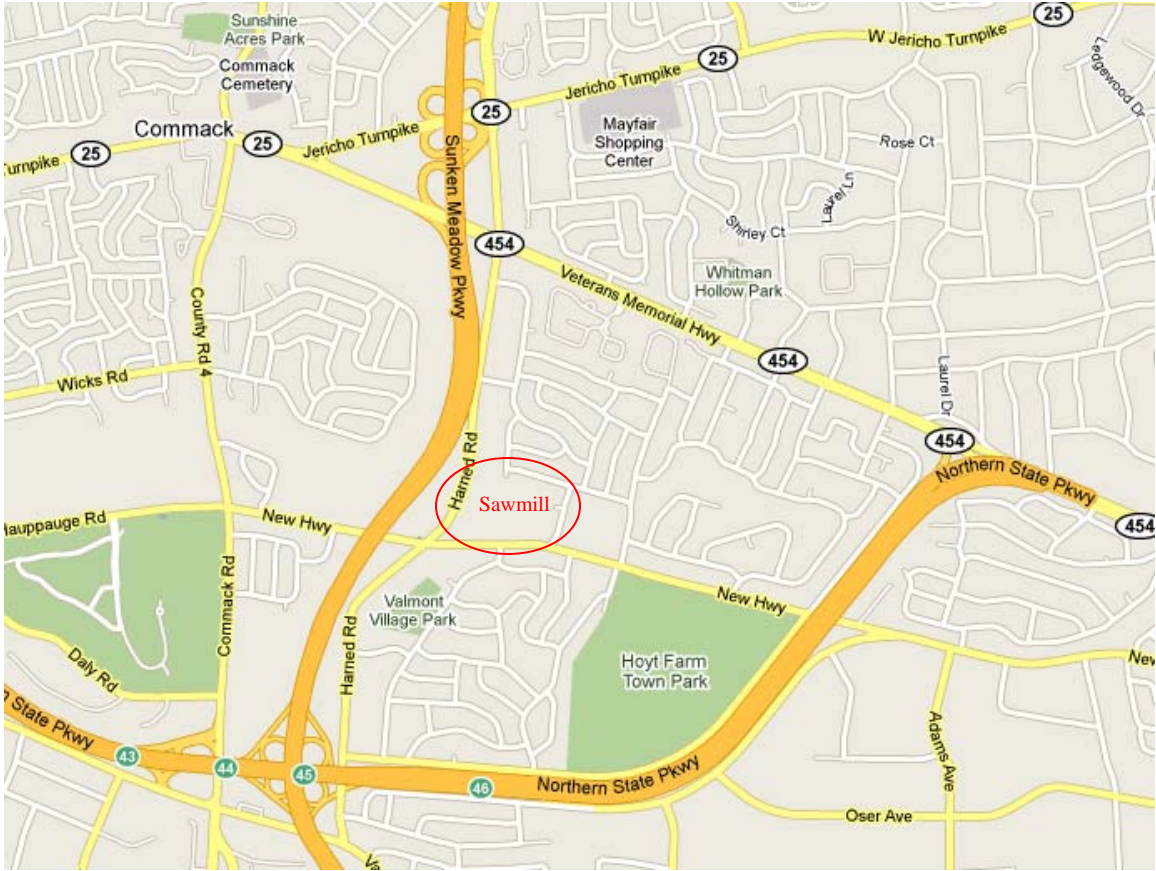 Sunshine
Acres Park
Commack
Cemetery
Commack
25
25
Turnpike
Jericho Turnpike
25
Jericho Turnpike
25
W Jericho Turnpike
25
Ledgewood Dr
Mayfair
Shopping
Center
Rose Ct
Laurel Ln
Shirley Ct
Sunken Meadow Pkwy
454
Whitman
Hollow Park
Veterans Memorial Hwy
454
County Rd 4
Wicks Rd
Laurel Dr
454
Northern State Pkwy
454
Harned Rd
Sawmill
Hauppauge Rd
New Hwy
New Hwy
Commack Rd
Valmont
Village Park
Harned Rd
Hoyt Farm
Town Park
Daly Rd
New
Adams Ave
State Pkwy
43
44
45
46
Northern State Pkwy
Oser Ave